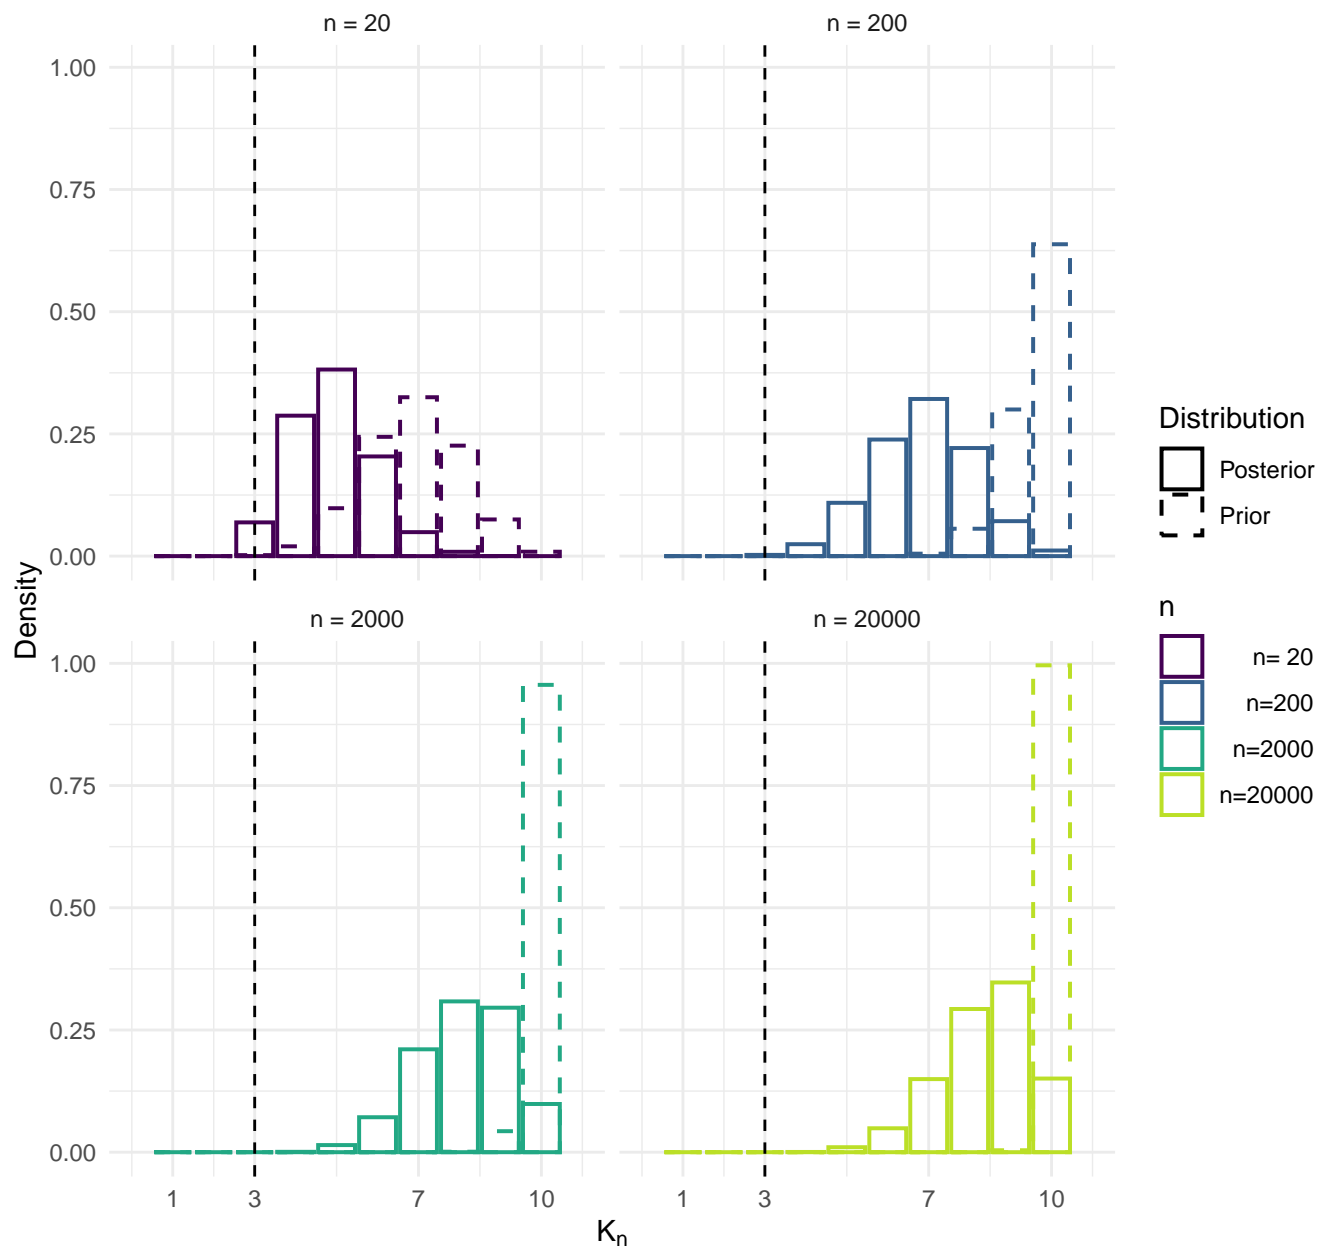 n = 20
n = 200
1.00
0.75
0.50
0.25
0.00
n = 2000
n = 20000
1.00
0.75
0.50
0.25
0.00
1 3 7 10
1 3 7 10
Density
Kn
Distribution
Posterior
Prior
n
n= 20
n=200
n=2000
n=20000